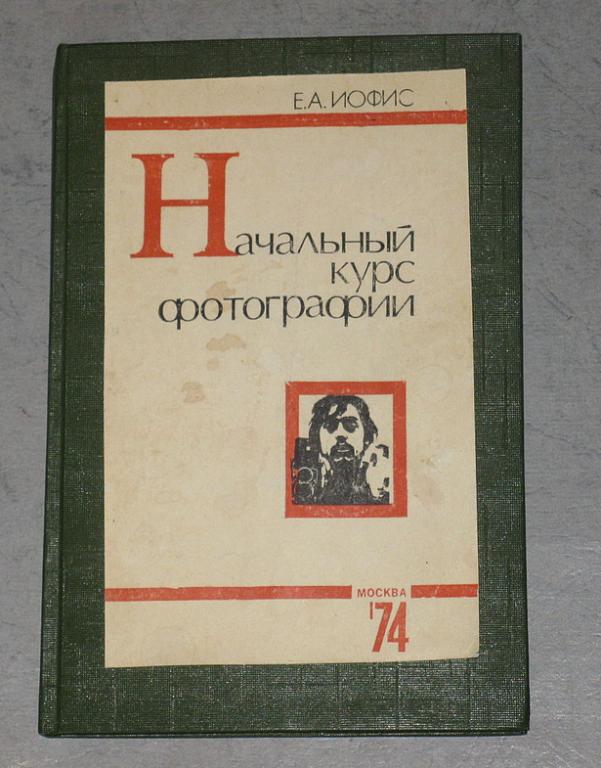 Е.А. ИОФИС
Начальный
курс
фотографии
МОСКВА
'74